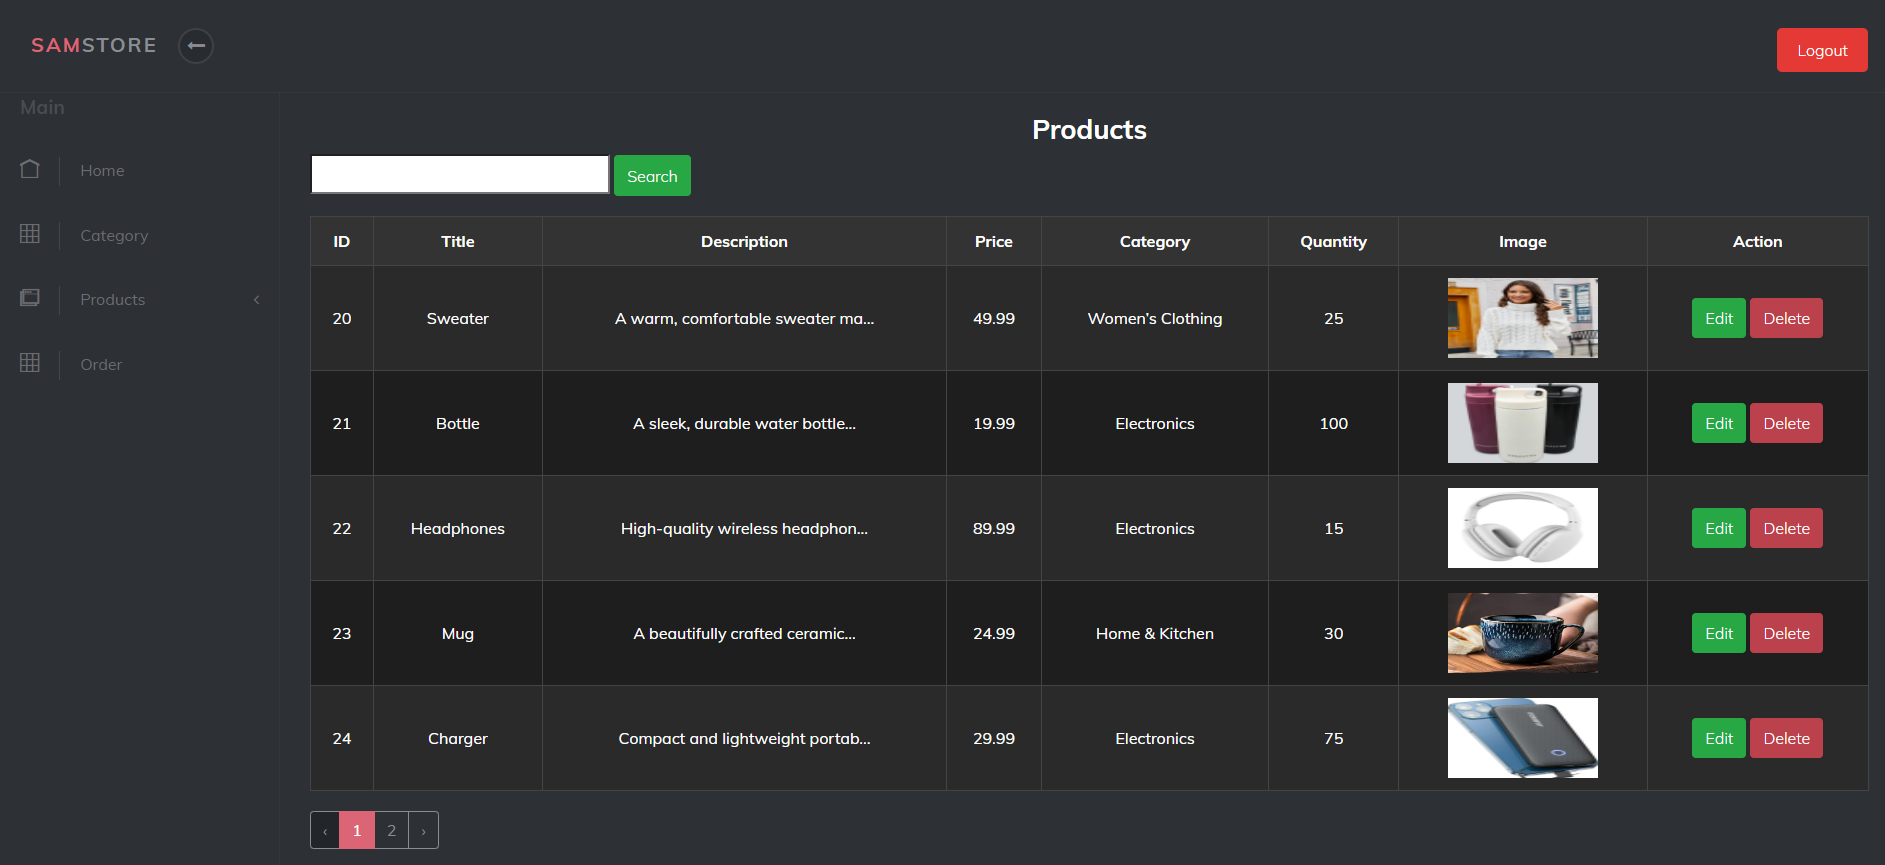 SAMSTORE
Logout
Main
Home
Category
Products
Order
Products
Search
ID Title Description Price Category Quantity Image Action
20 Sweater A warm, comfortable sweater ma... 49.99 Women's Clothing 25 Edit Delete
21 Bottle A sleek, durable water bottle... 19.99 Electronics 100 Edit Delete
22 Headphones High-quality wireless headphon... 89.99 Electronics 15 Edit Delete
23 Mug A beautifully crafted ceramic... 24.99 Home & Kitchen 30 Edit Delete
24 Charger Compact and lightweight portab... 29.99 Electronics 75 Edit Delete
‹ 1 2 ›